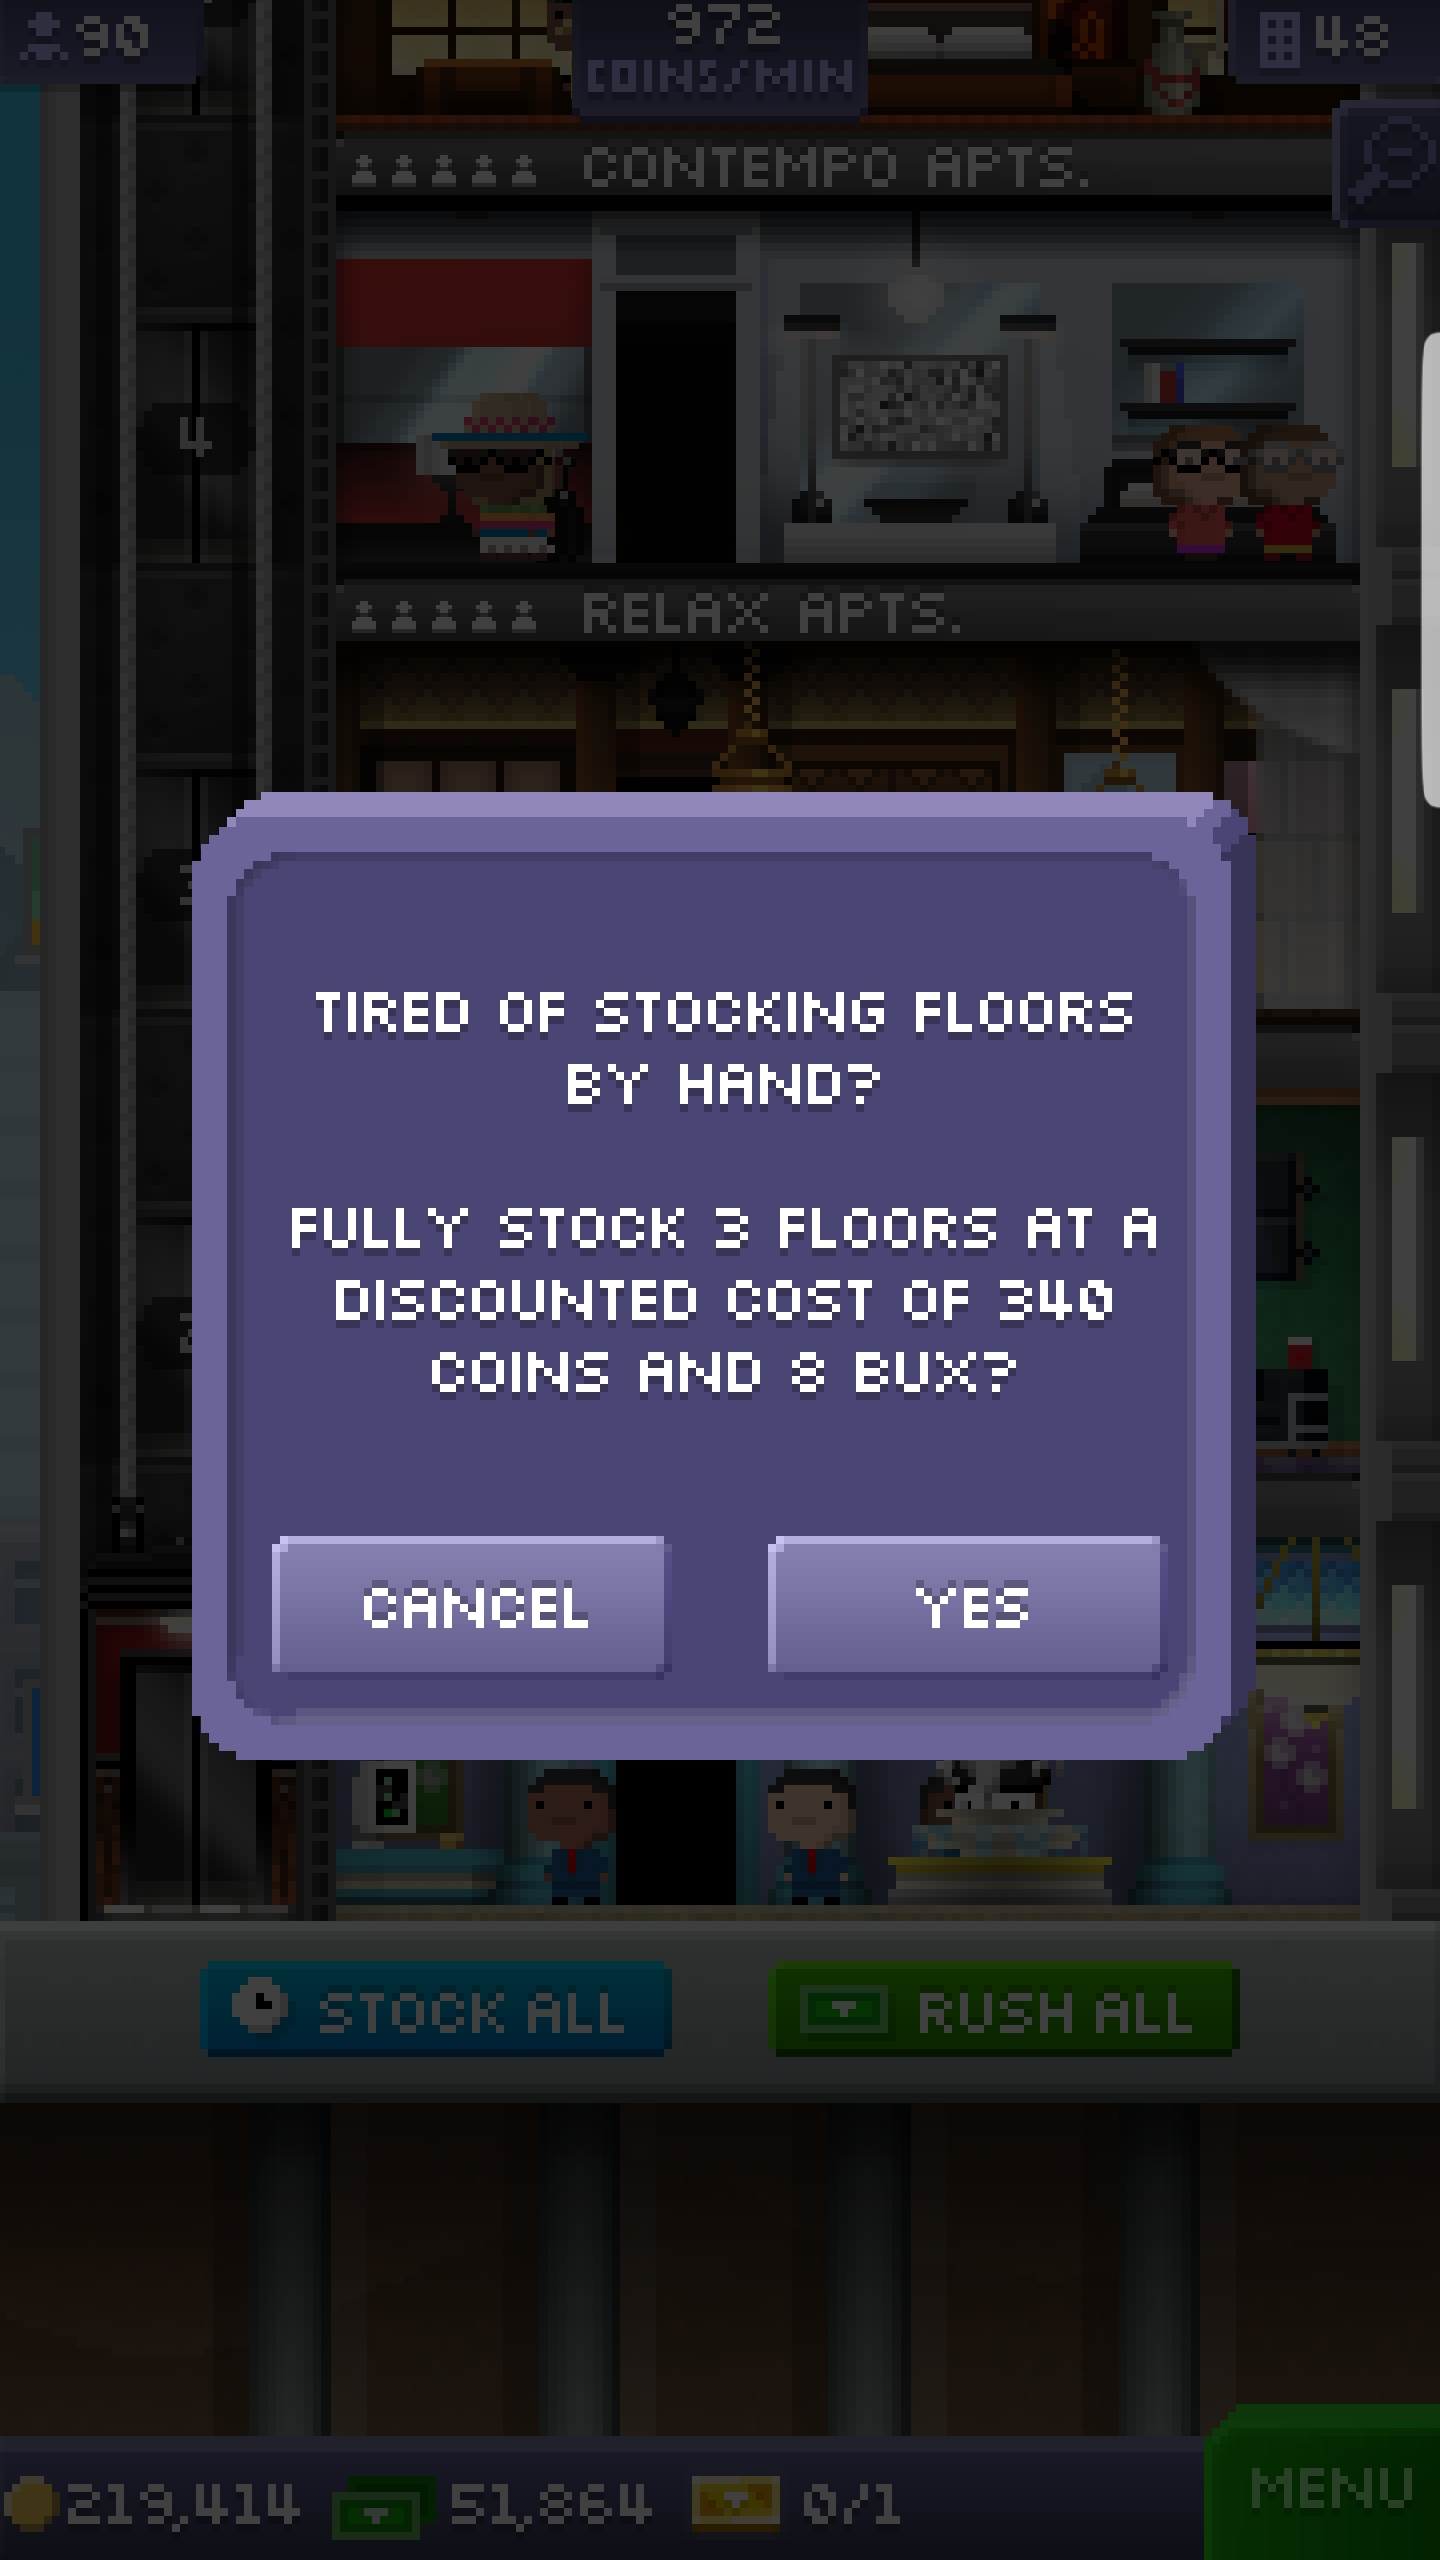 90
972
COINS/MIN
48
CONTEMPO APTS.
4
RELAX APTS.
TIRED OF STOCKING FLOORS
BY HAND?
FULLY STOCK 3 FLOORS AT A
DISCOUNTED COST OF 340
COINS AND 8 BUX?
CANCEL
YES
STOCK ALL
RUSH ALL
219,414
51,864
0/1
MENU